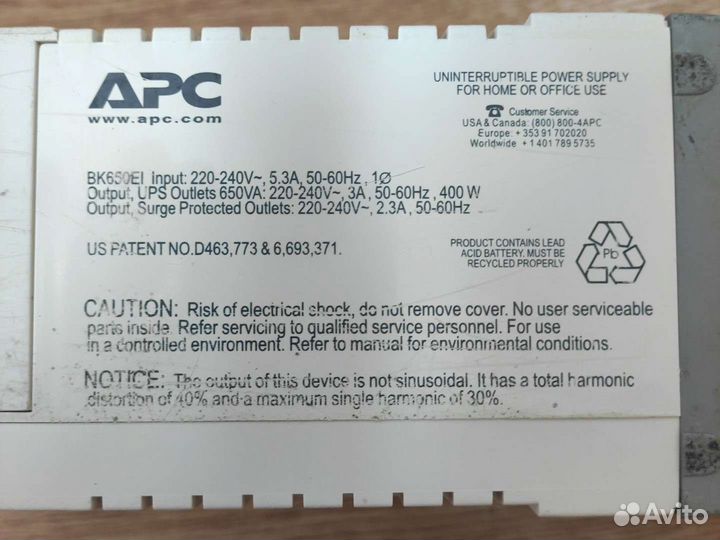 APC
www.apc.com
UNINTERRUPTIBLE POWER SUPPLY
FOR HOME OR OFFICE USE
Customer Service
USA & Canada: (800) 800-4APC
Europe: +353 91 702020
Worldwide +1 401 789 5735
BK650EI Input: 220-240V~, 5.3A, 50-60Hz, 1Ø
Output, UPS Outlets 650VA: 220-240V~, 3A, 50-60Hz, 400 W
Output, Surge Protected Outlets: 220-240V~, 2.3A, 50-60Hz
US PATENT NO.D463,773 & 6,693,371.
PRODUCT CONTAINS LEAD
ACID BATTERY. MUST BE
RECYCLED PROPERLY
Pb
CAUTION: Risk of electrical shock, do not remove cover. No user serviceable
parts inside. Refer servicing to qualified service personnel. For use
in a controlled environment. Refer to manual for environmental conditions.
NOTICE: The output of this device is not sinusoidal. It has a total harmonic
distortion of 40% and a maximum single harmonic of 30%.
Avito